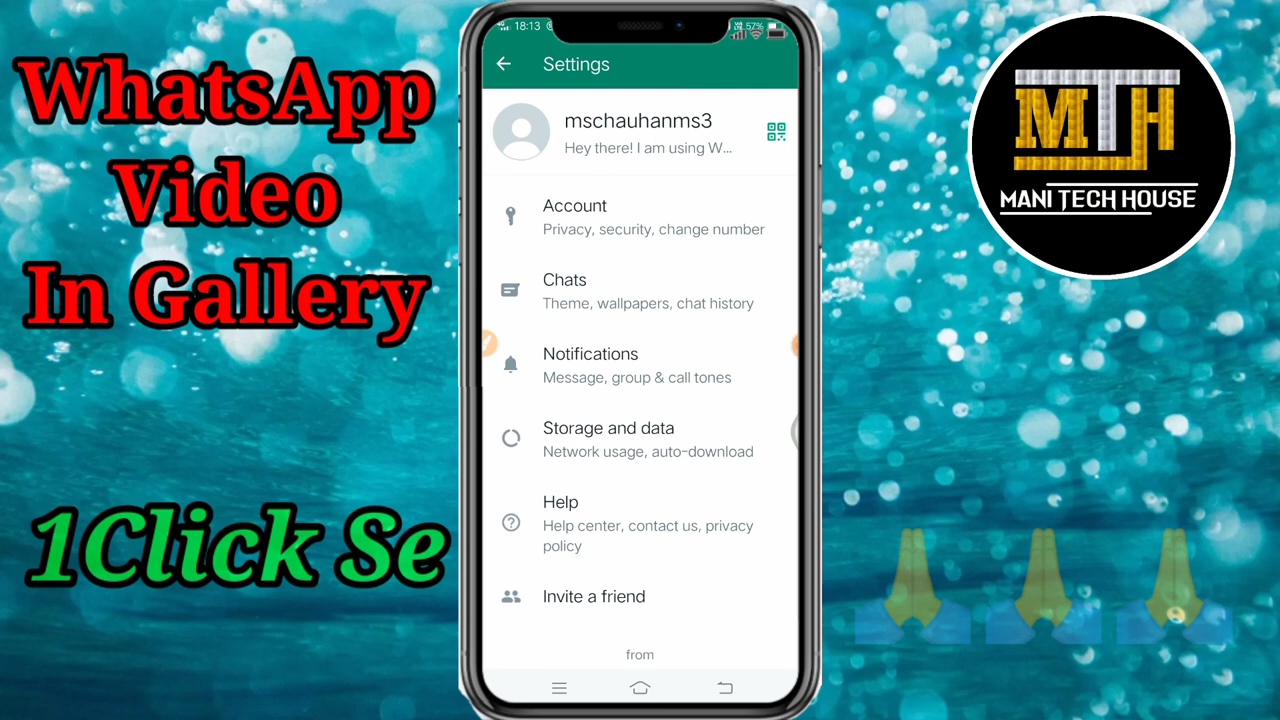 WhatsApp
Video
In Gallery
1Click Se
18:13
57%
Settings
mschauhanms3
Hey there! I am using W...
Account
Privacy, security, change number
Chats
Theme, wallpapers, chat history
Notifications
Message, group & call tones
Storage and data
Network usage, auto-download
Help
Help center, contact us, privacy
policy
Invite a friend
from
MTH
MANI TECH HOUSE